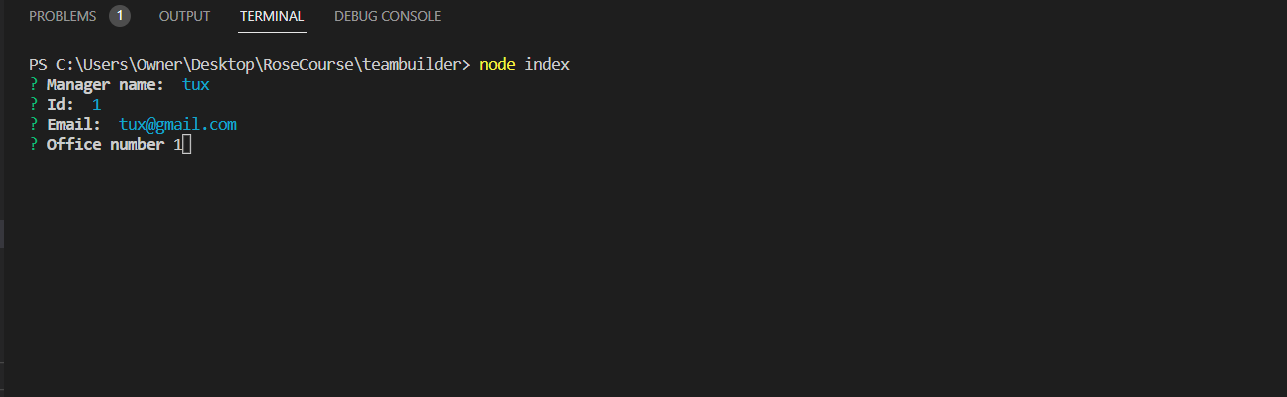 PROBLEMS 1 OUTPUT TERMINAL DEBUG CONSOLE
PS C:\Users\Owner\Desktop\RoseCourse\teambuilder> node index
? Manager name:  tux
? Id:  1
? Email:  tux@gmail.com
? Office number 1